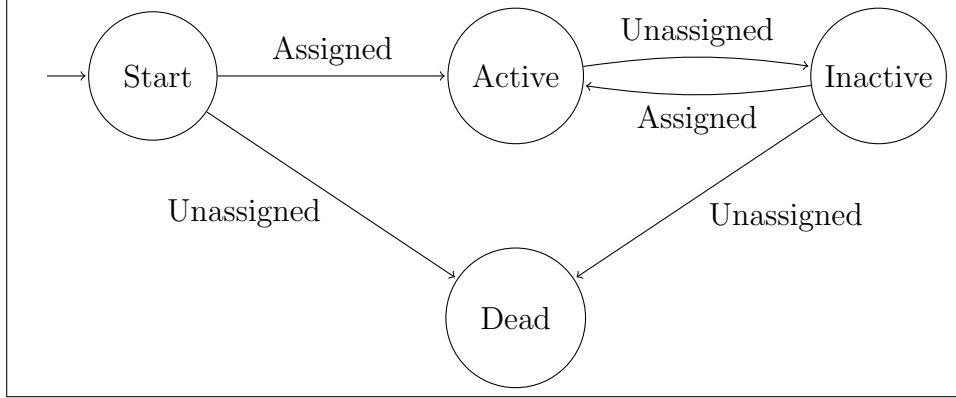 Unassigned
Assigned
Start
Active
Inactive
Assigned
Unassigned
Unassigned
Dead